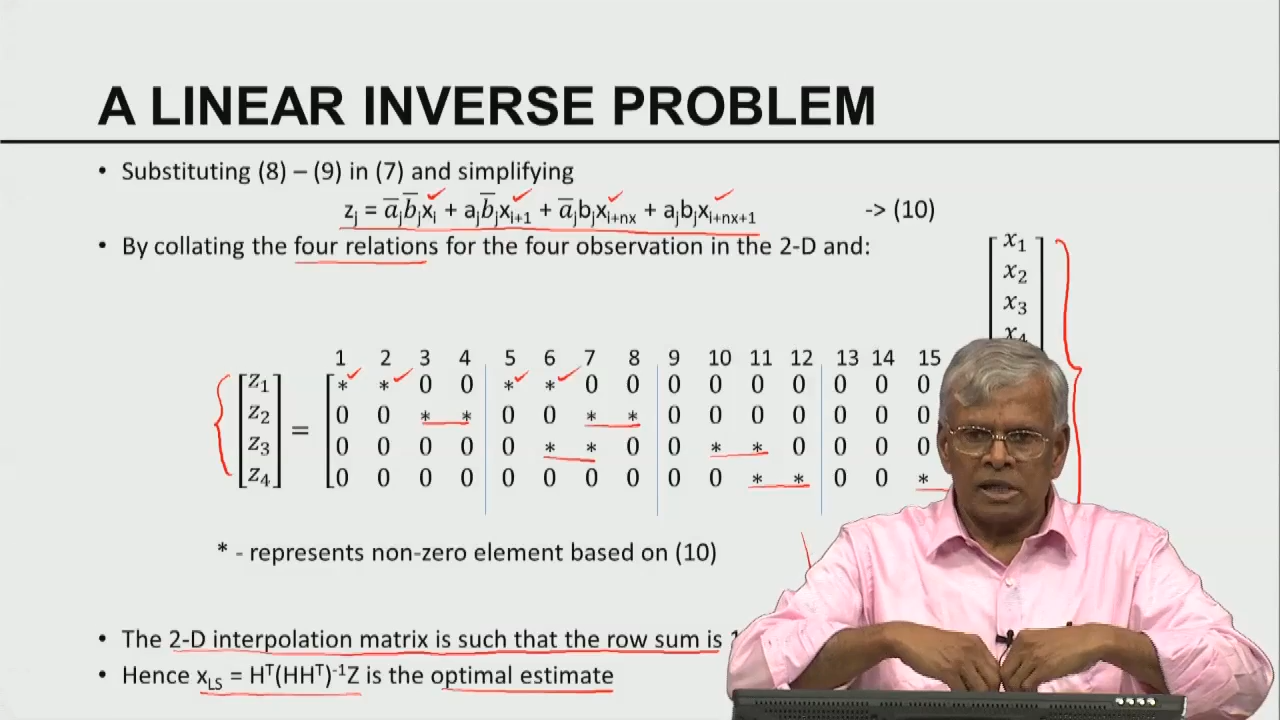 A LINEAR INVERSE PROBLEM
• Substituting (8) – (9) in (7) and simplifying
zⱼ = a̅ⱼb̅ⱼxᵢ + aⱼb̅ⱼxᵢ₊₁ + a̅ⱼbⱼxᵢ₊ₙₓ + aⱼbⱼxᵢ₊ₙₓ₊₁ -> (10)
• By collating the four relations for the four observation in the 2-D and:
x₁
x₂
x₃
x₄
1 2 3 4 5 6 7 8 9 10 11 12 13 14 15
z₁ = * * 0 0 * * 0 0 0 0 0 0 0 0 0
z₂ 0 0 * * 0 0 * * 0 0 0 0 0 0 0
z₃ 0 0 0 0 0 * * 0 0 * * 0 0 0 0
z₄ 0 0 0 0 0 0 0 0 0 0 * * 0 0 *
* - represents non-zero element based on (10)
• The 2-D interpolation matrix is such that the row sum is 1
• Hence x_LS = Hᵀ(HHᵀ)⁻¹Z is the optimal estimate